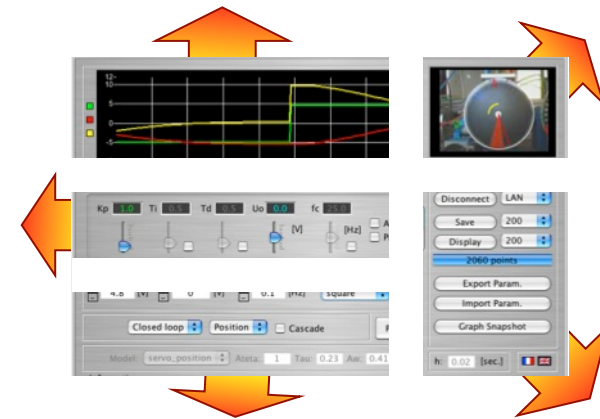 12-
10
5
0
-5
Kp 1.0 Ti 0.5 Td 0.5 Uo 0.0 fc 25.0
[V] [Hz] A
P
4.8 [V] 0 [V] 0.1 [Hz] square
Closed loop Position Cascade
Model: servo_position Ateta: 1 Tau: 0.23 Aw: 0.41
Disconnect LAN
Save 200
Display 200
2060 points
Export Param.
Import Param.
Graph Snapshot
h: 0.02 [sec.]